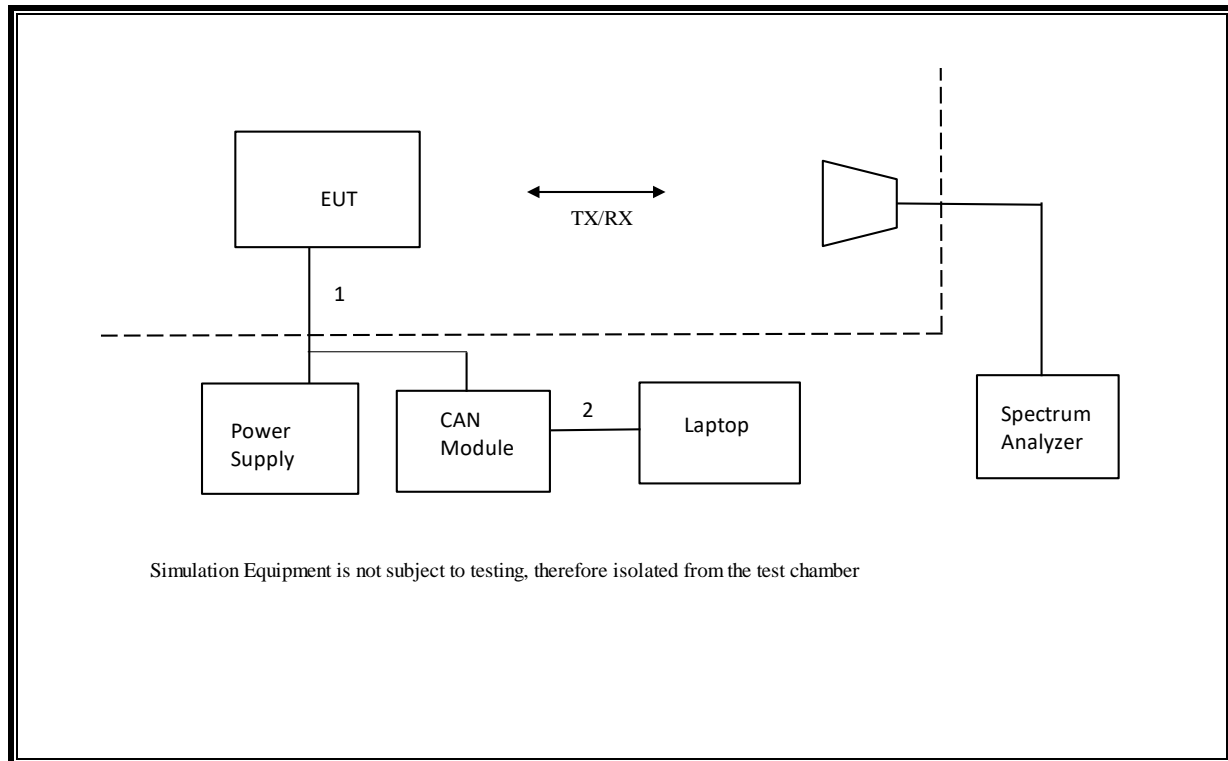 EUT
TX/RX
1
Power
Supply
CAN
Module
2
Laptop
Spectrum
Analyzer
Simulation Equipment is not subject to testing, therefore isolated from the test chamber